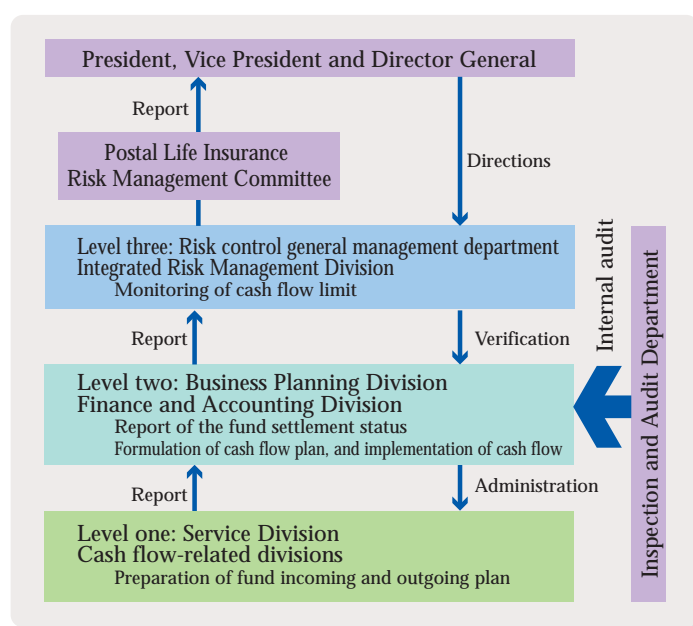 President, Vice President and Director General
Report
Directions
Postal Life Insurance
Risk Management Committee
Level three: Risk control general management department
Integrated Risk Management Division
Monitoring of cash flow limit
Report
Verification
Level two: Business Planning Division
Finance and Accounting Division
Report of the fund settlement status
Formulation of cash flow plan, and implementation of cash flow
Report
Administration
Level one: Service Division
Cash flow-related divisions
Preparation of fund incoming and outgoing plan
Internal audit
Inspection and Audit Department